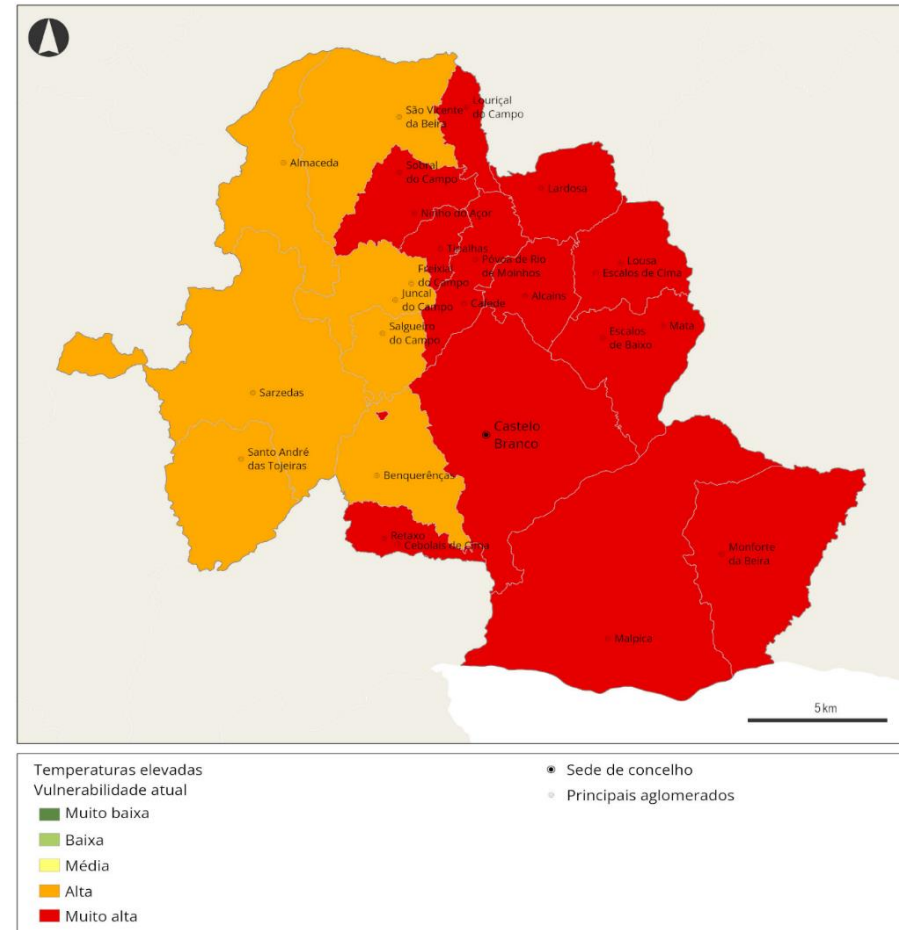 Louriçal
do Campo
São Vicente
da Beira
Almaceda
Sobral
do Campo
Lardosa
Ninho do Açor
Tinalhas
Póvoa de Rio
de Moinhos
Lousa
Escalos de Cima
Freixial
do Campo
Juncal
do Campo
Cafede
Alcains
Salgueiro
do Campo
Escalos
de Baixo
Mata
Sarzedas
Castelo
Branco
Santo André
das Tojeiras
Benquerênças
Retaxo
Cebolais de Cima
Monforte
da Beira
Malpica
5 km
Temperaturas elevadas
Vulnerabilidade atual
Muito baixa
Baixa
Média
Alta
Muito alta
Sede de concelho
Principais aglomerados